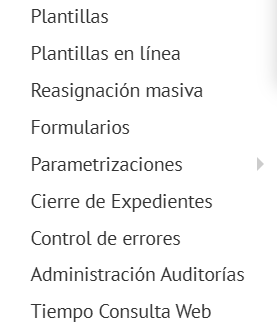 Plantillas
Plantillas en línea
Reasignación masiva
Formularios
Parametrizaciones
Cierre de Expedientes
Control de errores
Administración Auditorías
Tiempo Consulta Web